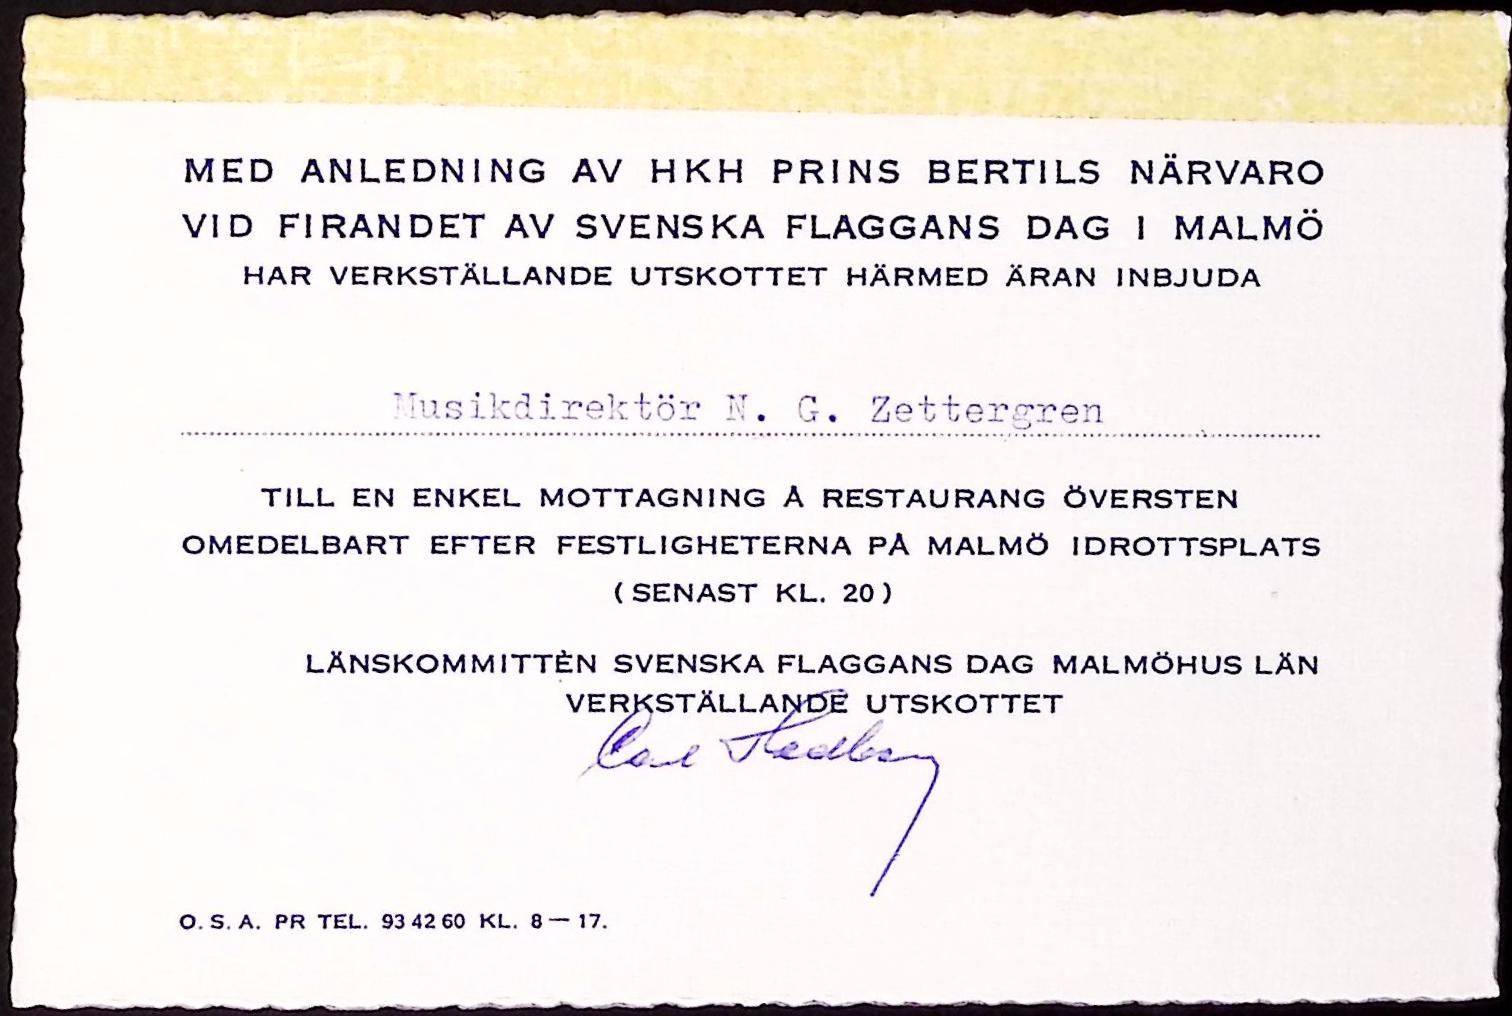 MED ANLEDNING AV HKH PRINS BERTILS NÄRVARO
VID FIRANDET AV SVENSKA FLAGGANS DAG I MALMÖ
HAR VERKSTÄLLANDE UTSKOTTET HÄRMED ÄRAN INBJUDA
Musikdirektör N. G. Zettergren
TILL EN ENKEL MOTTAGNING Å RESTAURANG ÖVERSTEN
OMEDELBART EFTER FESTLIGHETERNA PÅ MALMÖ IDROTTSPLATS
(SENAST KL. 20)
LÄNSKOMMITTÈN SVENSKA FLAGGANS DAG MALMÖHUS LÄN
VERKSTÄLLANDE UTSKOTTET
Carl
O. S. A. PR TEL. 93 42 60 KL. 8 — 17.